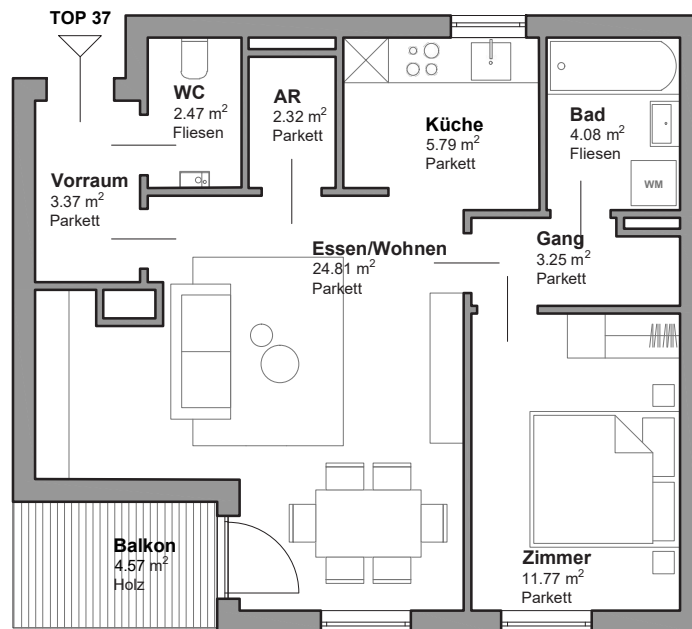 TOP 37
WC
2.47 m²
Fliesen
AR
2.32 m²
Parkett
Küche
5.79 m²
Parkett
Bad
4.08 m²
Fliesen
WM
Vorraum
3.37 m²
Parkett
Essen/Wohnen
24.81 m²
Parkett
Gang
3.25 m²
Parkett
Balkon
4.57 m²
Holz
Zimmer
11.77 m²
Parkett